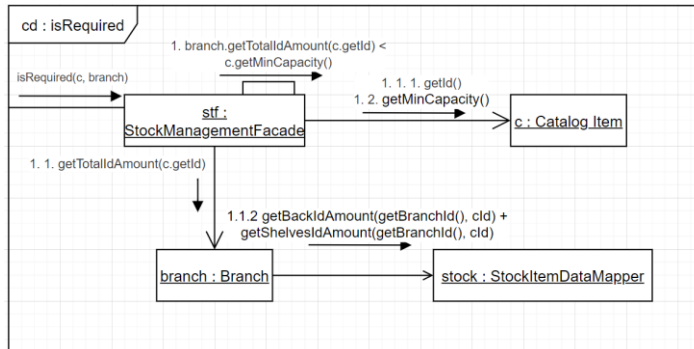 cd : isRequired
1. branch.getTotalIdAmount(c.getId) <
c.getMinCapacity()
isRequired(c, branch)
1. 1. 1. getId()
1. 2. getMinCapacity()
stf :
StockManagementFacade
c : Catalog Item
1. 1. getTotalIdAmount(c.getId)
1.1.2 getBackIdAmount(getBranchId(), cId) +
getShelvesIdAmount(getBranchId(), cId)
branch : Branch
stock : StockItemDataMapper